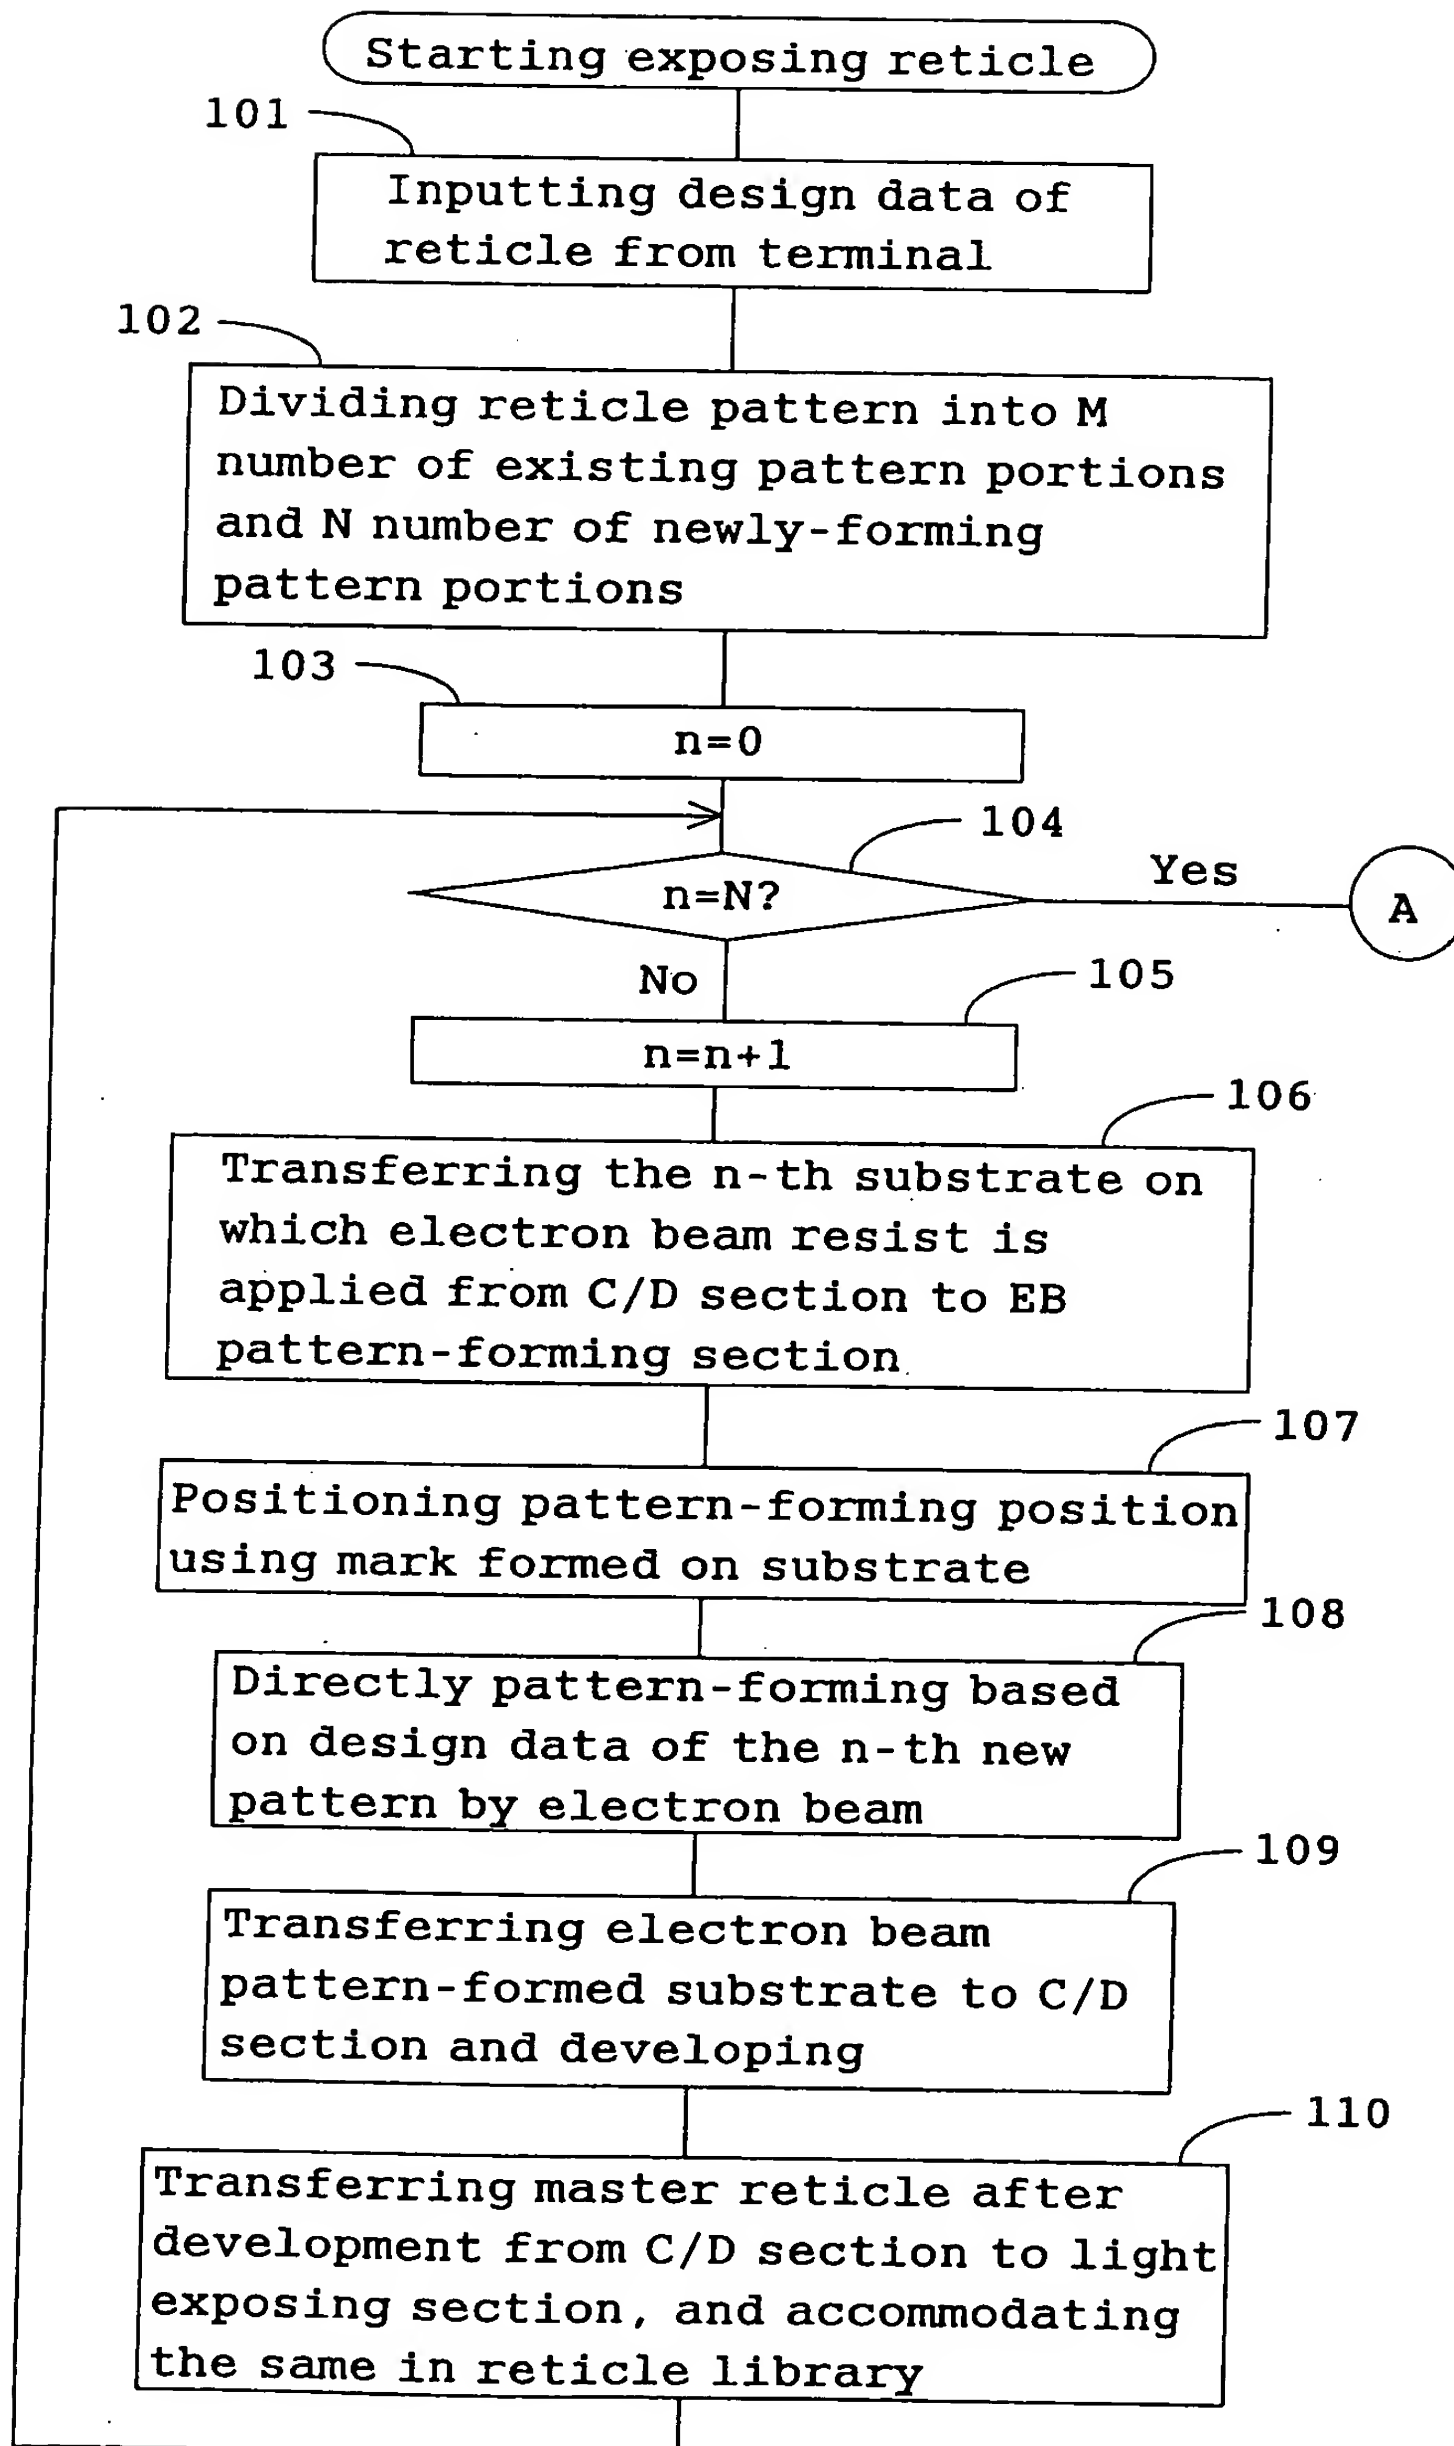 Starting exposing reticle
101
Inputting design data of
reticle from terminal
102
Dividing reticle pattern into M
number of existing pattern portions
and N number of newly-forming
pattern portions
103
n=0
104
n=N?
Yes
A
No
105
n=n+1
106
Transferring the n-th substrate on
which electron beam resist is
applied from C/D section to EB
pattern-forming section
107
Positioning pattern-forming position
using mark formed on substrate
108
Directly pattern-forming based
on design data of the n-th new
pattern by electron beam
109
Transferring electron beam
pattern-formed substrate to C/D
section and developing
110
Transferring master reticle after
development from C/D section to light
exposing section, and accommodating
the same in reticle library